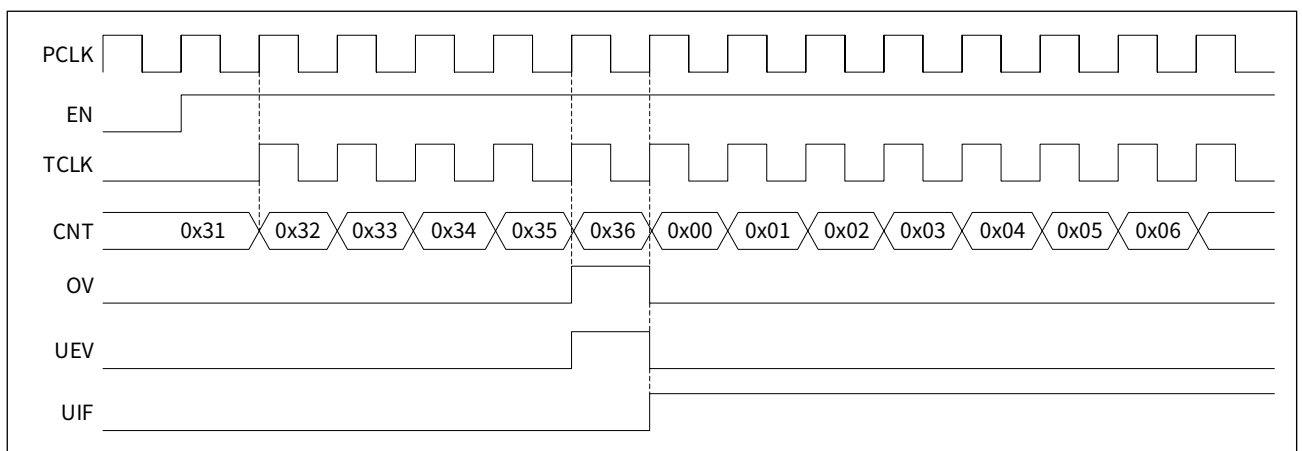 PCLK
EN
TCLK
CNT 0x31 0x32 0x33 0x34 0x35 0x36 0x00 0x01 0x02 0x03 0x04 0x05 0x06
OV
UEV
UIF